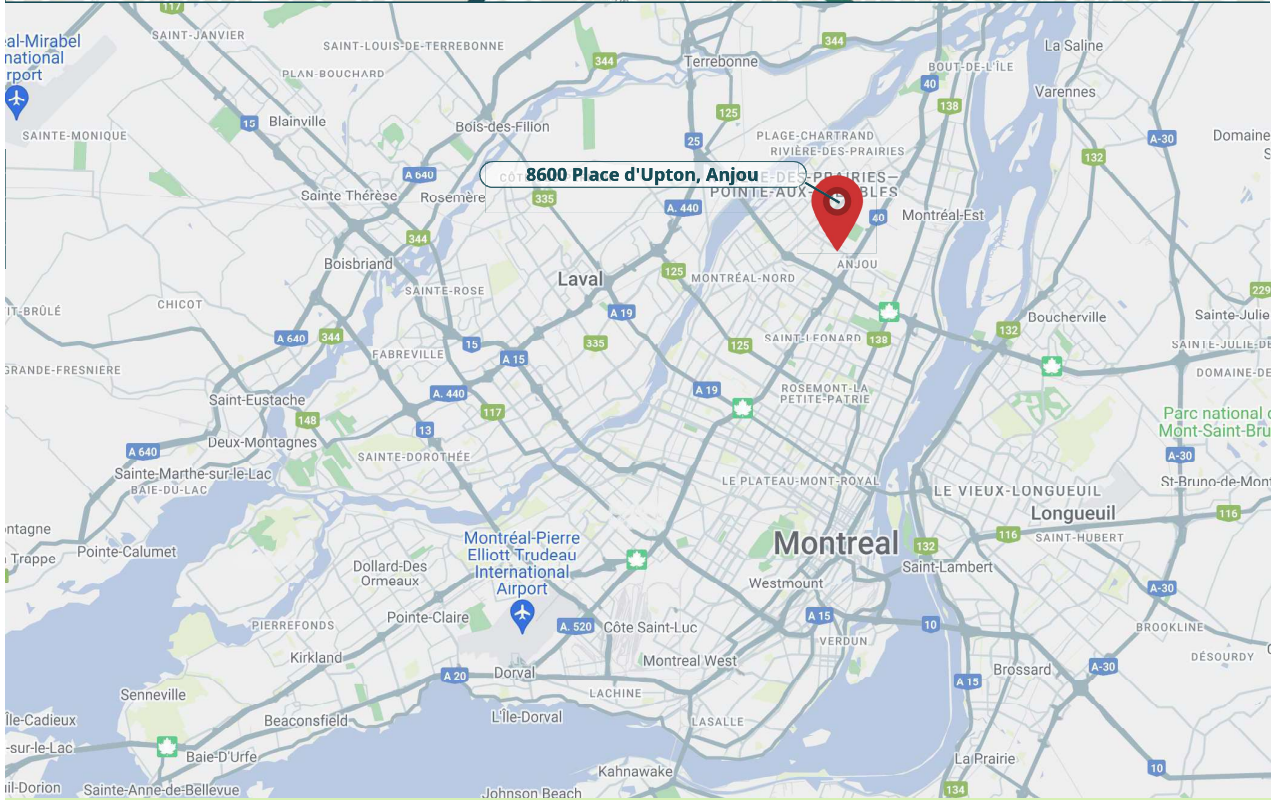 117
SAINT-JANVIER
SAINT-LOUIS-DE-TERREBONNE
344
La Saline
eal-Mirabel
national
rport
344
Terrebonne
BOUT-DE-L'ÎLE
PLAN-BOUCHARD
40
Varennes
138
125
15
Blainville
Bois-des-Filion
SAINTE-MONIQUE
PLAGE-CHARTRAND
25
A-30
Domaine
S
RIVIÈRE-DES-PRAIRIES
132
A 640
8600 Place d'Upton, Anjou
E-DES-PRAIRIES—
POINTE-AUX-
BLES
Sainte Thérèse
Rosemère
335
A. 440
40
Montréal-Est
344
Boisbriand
ANJOU
Laval
125
MONTRÉAL-NORD
SAINTE-ROSE
229
IT-BRÛLÉ
CHICOT
A 19
132
Boucherville
Sainte-Julie
A 640
344
15
335
125
SAINT-LEONARD
138
SAINTE-JULIE-DE
FABREVILLE
A 15
GRANDE-FRESNIERE
DOMAINE-DE
A. 440
A 19
ROSEMONT-LA
PETITE-PATRIE
Saint-Eustache
148
117
Parc national
Mont-Saint-Bru
13
Deux-Montagnes
A 640
SAINTE-DOROTHÉE
A-30
Sainte-Marthe-sur-le-Lac
BAIE-DU-LAC
LE PLATEAU-MONT-ROYAL
LE VIEUX-LONGUEUIL
St-Bruno-de-Mont
Longueuil
116
ontagne
Trappe
Pointe-Calumet
Montréal-Pierre
Elliott Trudeau
International
Airport
Montreal
132
116
SAINT-HUBERT
Dollard-Des
Ormeaux
Saint-Lambert
Westmount
A-30
Pointe-Claire
PIERREFONDS
A. 520
Côte Saint-Luc
A 15
10
VERDUN
BROOKLINE
Kirkland
Dorval
A 20
Montreal West
Brossard
A-30
DÉSOURDY
Senneville
LACHINE
A 15
Île-Cadieux
Beaconsfield
L'Île-Dorval
LASALLE
-sur-le-Lac
Baie-D'Urfe
La Prairie
Kahnawake
10
il-Dorion
Sainte-Anne-de-Bellevue
Johnson Beach
134